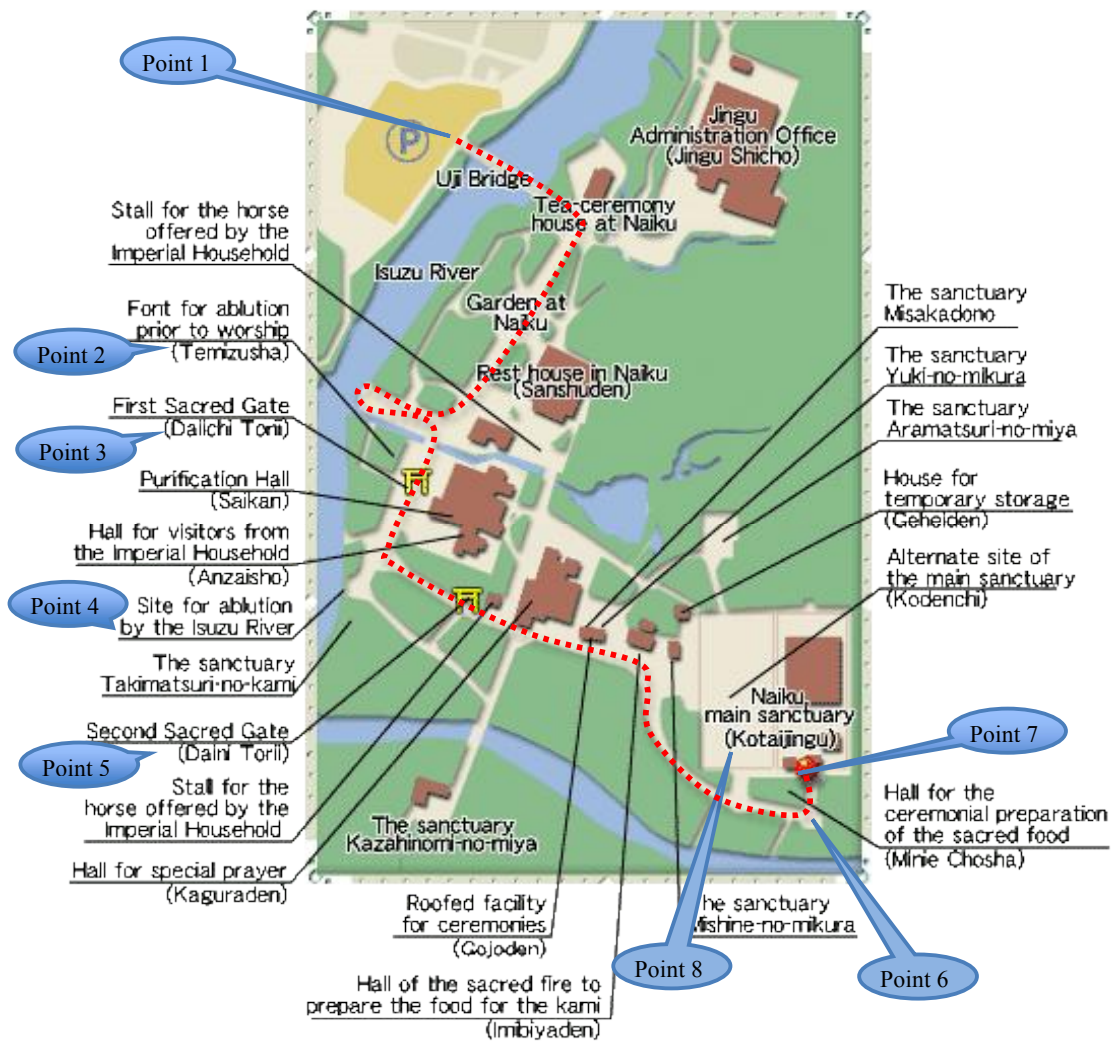 Point 1
P
Jingu
Administration Office
(Jingu Shicho)
Uji Bridge
Tea-ceremony
house at Naiku
Stall for the horse
offered by the
Imperial Household
Isuzu River
Garden at
Naiku
Font for ablution
prior to worship
(Temizusha)
Point 2
Rest house in Naiku
(Sanshuden)
First Sacred Gate
(Daiichi Torii)
Point 3
Purification Hall
(Saikan)
Hall for visitors from
the Imperial Household
(Anzaisho)
Point 4
Site for ablution
by the Isuzu River
The sanctuary
Takimatsuri-no-kami
Second Sacred Gate
(Daini Torii)
Point 5
Stall for the
horse offered by the
Imperial Household
Hall for special prayer
(Kaguraden)
The sanctuary
Misakadono
The sanctuary
Yuki-no-mikura
The sanctuary
Aramatsuri-no-miya
House for
temporary storage
(Geheiden)
Alternate site of
the main sanctuary
(Kodenchi)
Naiku,
main sanctuary
(Kotaijingu)
Point 7
Hall for the
ceremonial preparation
of the sacred food
(Minie Chosha)
The sanctuary
Kazahinomi-no-miya
Roofed facility
for ceremonies
(Gojoden)
The sanctuary
Mishine-no-mikura
Point 8
Point 6
Hall of the sacred fire to
prepare the food for the kami
(Imibiyaden)